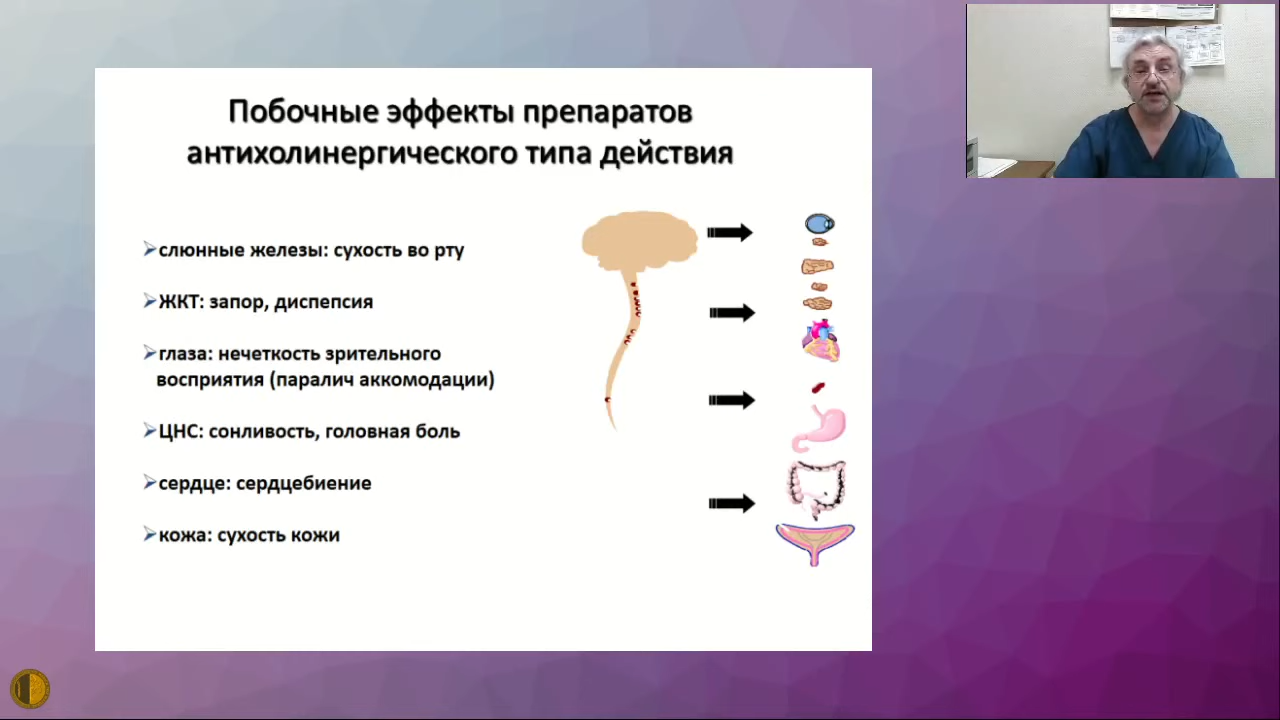 Побочные эффекты препаратов
антихолинергического типа действия
слюнные железы: сухость во рту
ЖКТ: запор, диспепсия
глаза: нечеткость зрительного
восприятия (паралич аккомодации)
ЦНС: сонливость, головная боль
сердце: сердцебиение
кожа: сухость кожи